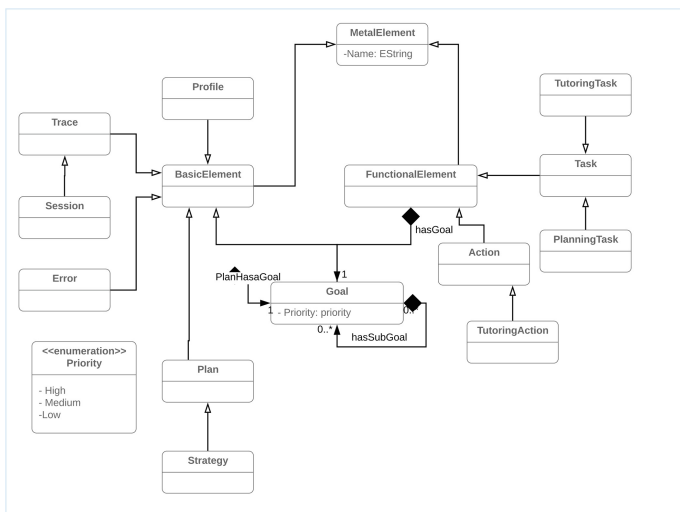 MetalElement
-Name: EString
Profile
TutoringTask
Trace
Task
BasicElement
FunctionalElement
Session
hasGoal
PlanningTask
Action
Error
PlanHasaGoal
1
Goal
1
- Priority: priority
0..*
0..*
hasSubGoal
TutoringAction
<<enumeration>>
Priority
- High
- Medium
-Low
Plan
Strategy